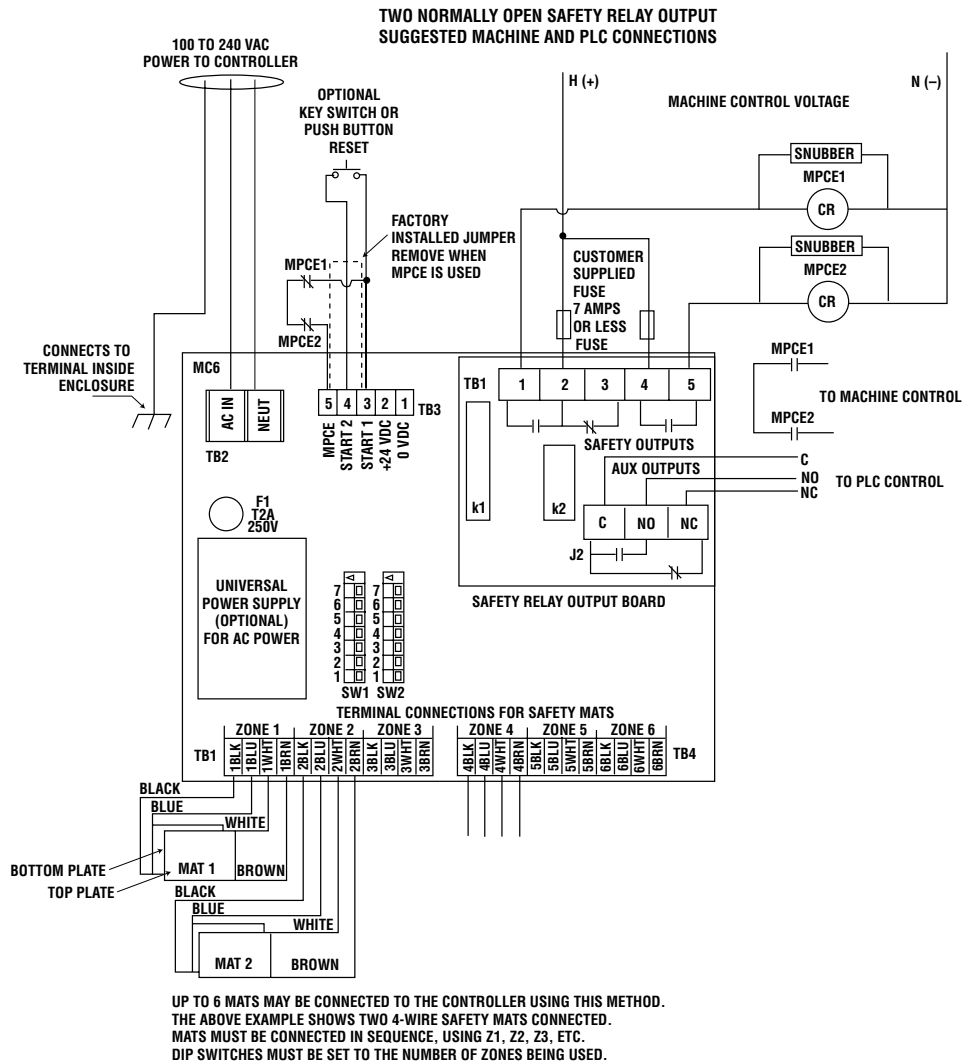 TWO NORMALLY OPEN SAFETY RELAY OUTPUT
SUGGESTED MACHINE AND PLC CONNECTIONS
100 TO 240 VAC
POWER TO CONTROLLER
OPTIONAL
KEY SWITCH OR
PUSH BUTTON
RESET
H (+)
MACHINE CONTROL VOLTAGE
N (–)
SNUBBER
MPCE1
CR
SNUBBER
MPCE2
CR
FACTORY
INSTALLED JUMPER
REMOVE WHEN
MPCE IS USED
MPCE1
MPCE2
CUSTOMER
SUPPLIED
FUSE
7 AMPS
OR LESS
FUSE
CONNECTS TO
TERMINAL INSIDE
ENCLOSURE
MC6
AC IN
NEUT
TB2
5 4 3 2 1
TB3
MPCE
START 2
START 1
+24 VDC
0 VDC
TB1
1 2 3 4 5
SAFETY OUTPUTS
AUX OUTPUTS
k1
k2
C NO NC
J2
SAFETY RELAY OUTPUT BOARD
MPCE1
MPCE2
TO MACHINE CONTROL
C
NO
NC
TO PLC CONTROL
F1
T2A
250V
UNIVERSAL
POWER SUPPLY
(OPTIONAL)
FOR AC POWER
7 7
6 6
5 5
4 4
3 3
2 2
1 1
SW1 SW2
TERMINAL CONNECTIONS FOR SAFETY MATS
ZONE 1 ZONE 2 ZONE 3 ZONE 4 ZONE 5 ZONE 6
TB1
1BLK
1BLU
1WHT
1BRN
2BLK
2BLU
2WHT
2BRN
3BLK
3BLU
3WHT
3BRN
4BLK
4BLU
4WHT
4BRN
5BLK
5BLU
5WHT
5BRN
6BLK
6BLU
6WHT
6BRN
TB4
BLACK
BLUE
WHITE
BOTTOM PLATE
MAT 1
BROWN
TOP PLATE
BLACK
BLUE
WHITE
MAT 2
BROWN
UP TO 6 MATS MAY BE CONNECTED TO THE CONTROLLER USING THIS METHOD.
THE ABOVE EXAMPLE SHOWS TWO 4-WIRE SAFETY MATS CONNECTED.
MATS MUST BE CONNECTED IN SEQUENCE, USING Z1, Z2, Z3, ETC.
DIP SWITCHES MUST BE SET TO THE NUMBER OF ZONES BEING USED.